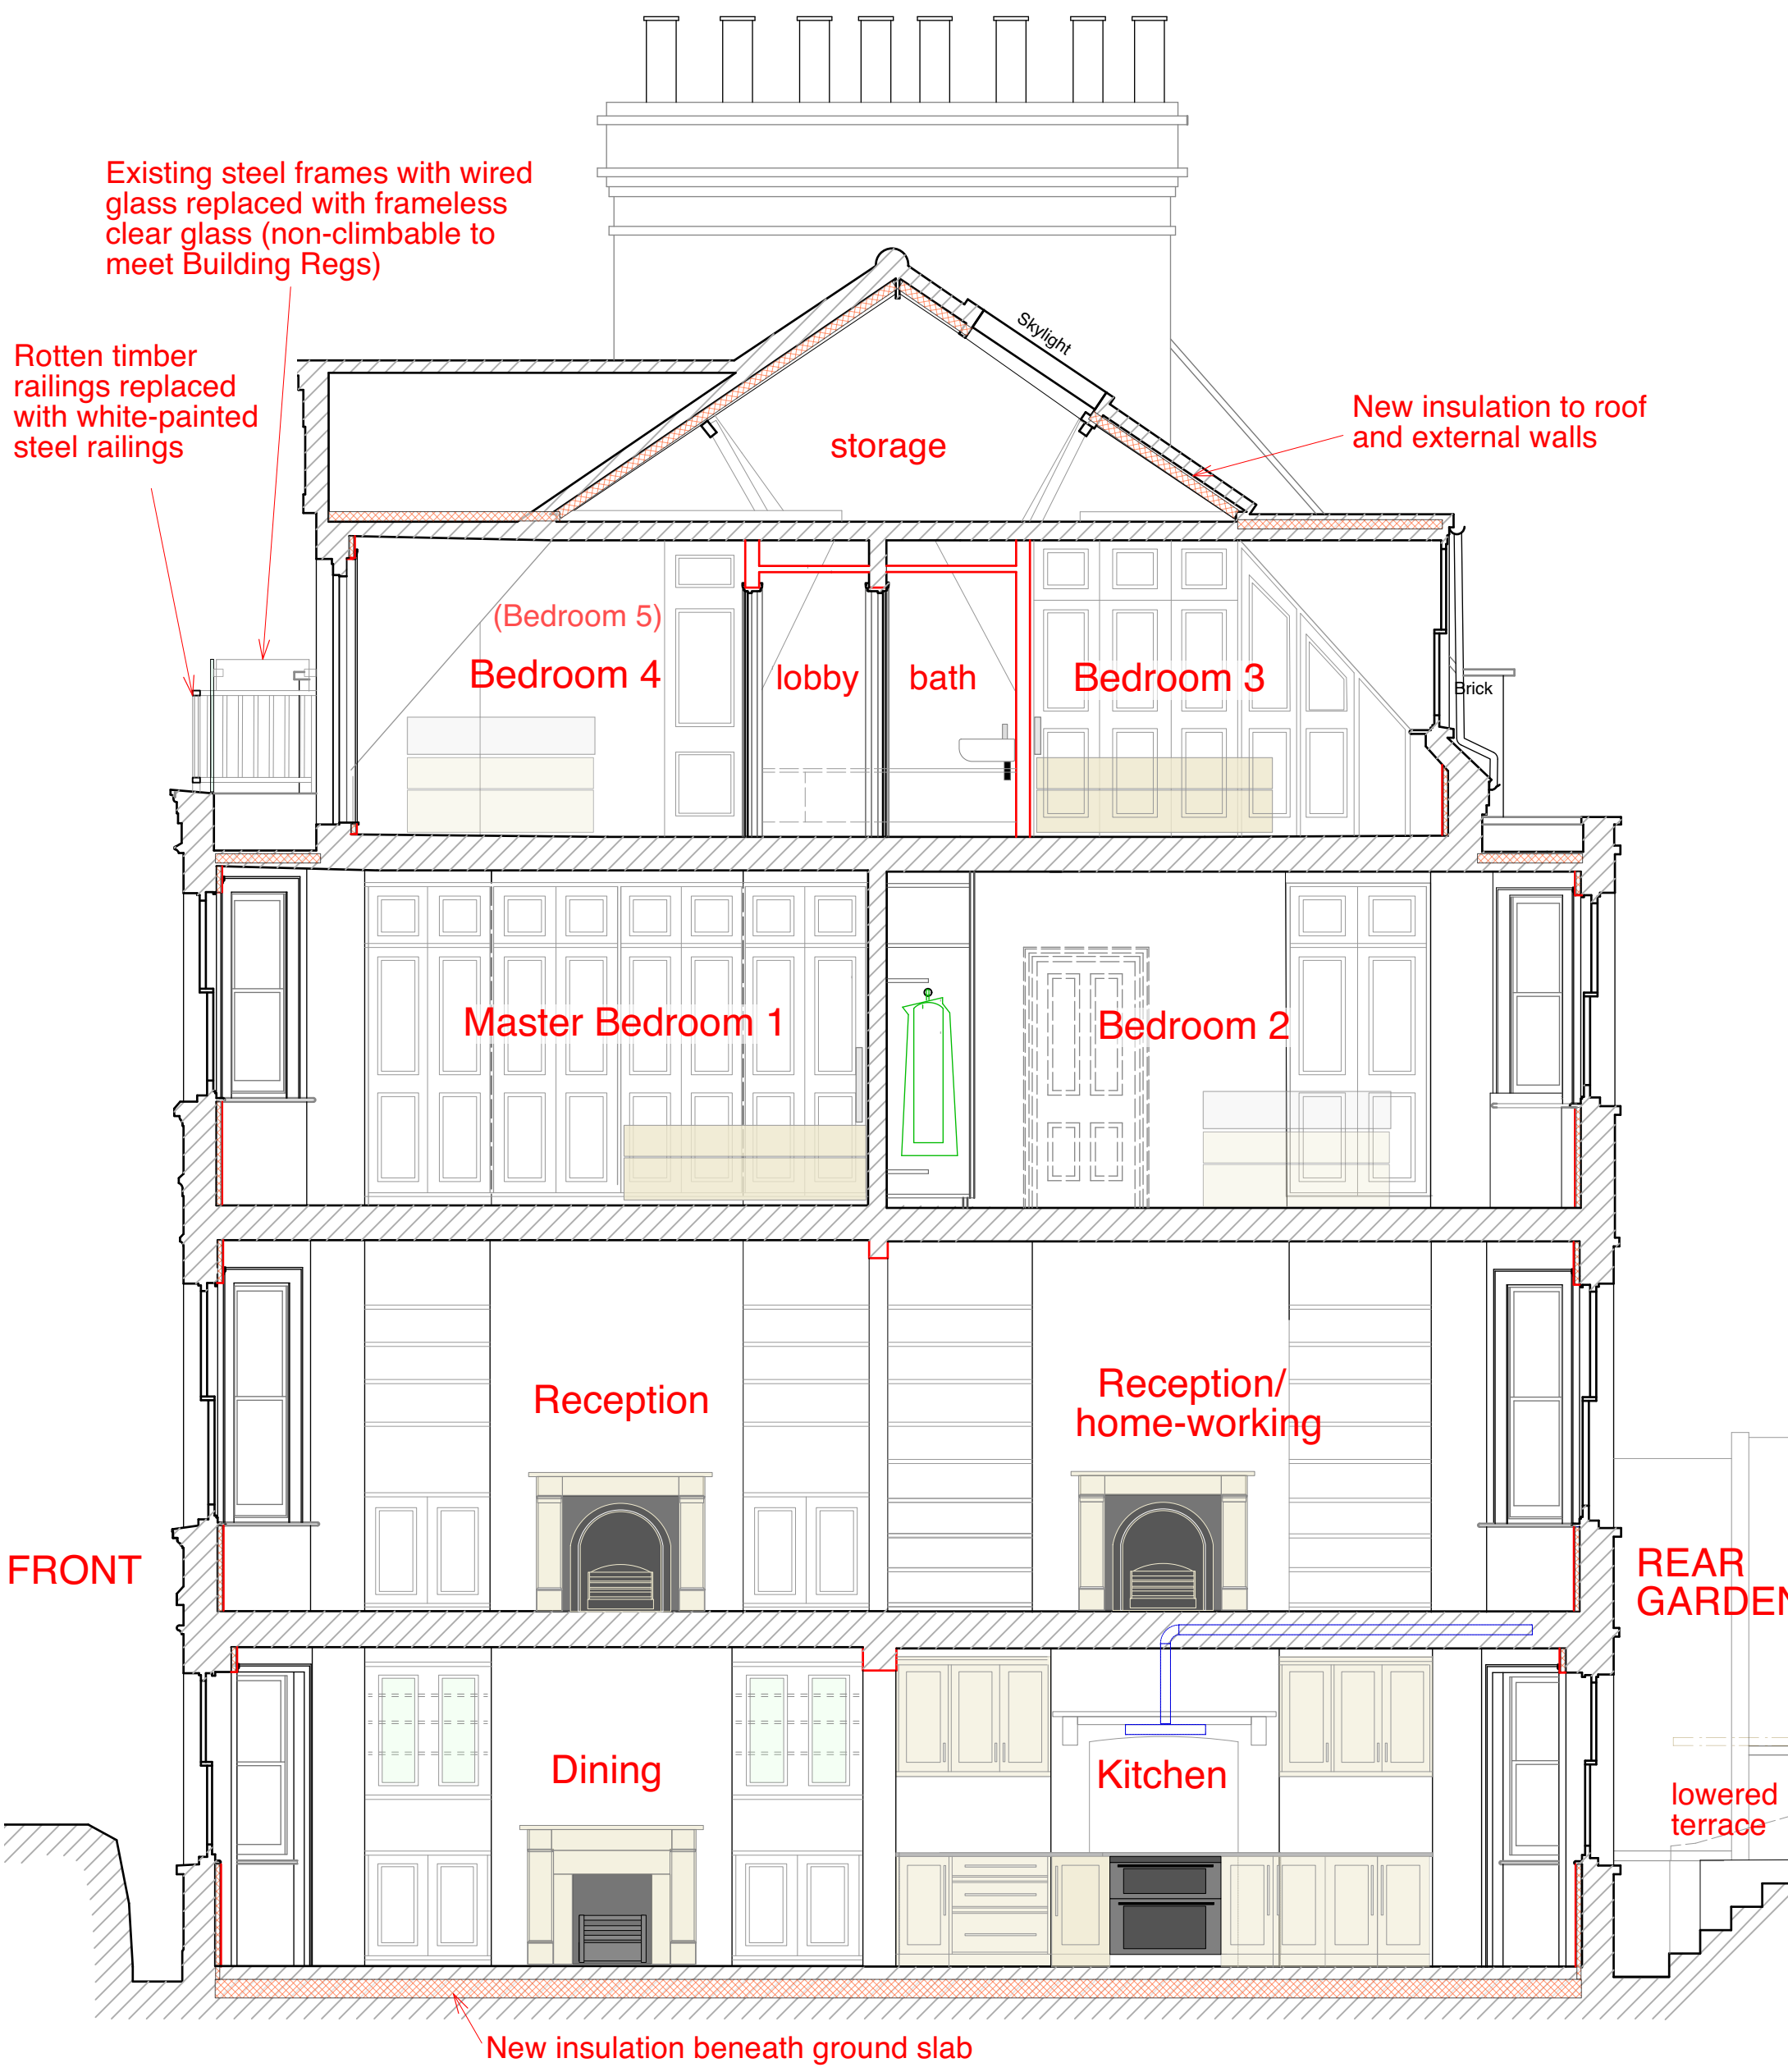 Existing steel frames with wired
glass replaced with frameless
clear glass (non-climbable to
meet Building Regs)
Skylight
Rotten timber
railings replaced
with white-painted
steel railings
New insulation to roof
and external walls
storage
(Bedroom 5)
Bedroom 4
lobby
bath
Bedroom 3
Brick
Master Bedroom 1
Bedroom 2
Reception
Reception/
home-working
FRONT
REAR
GARDEN
Dining
Kitchen
lowered
terrace
New insulation beneath ground slab